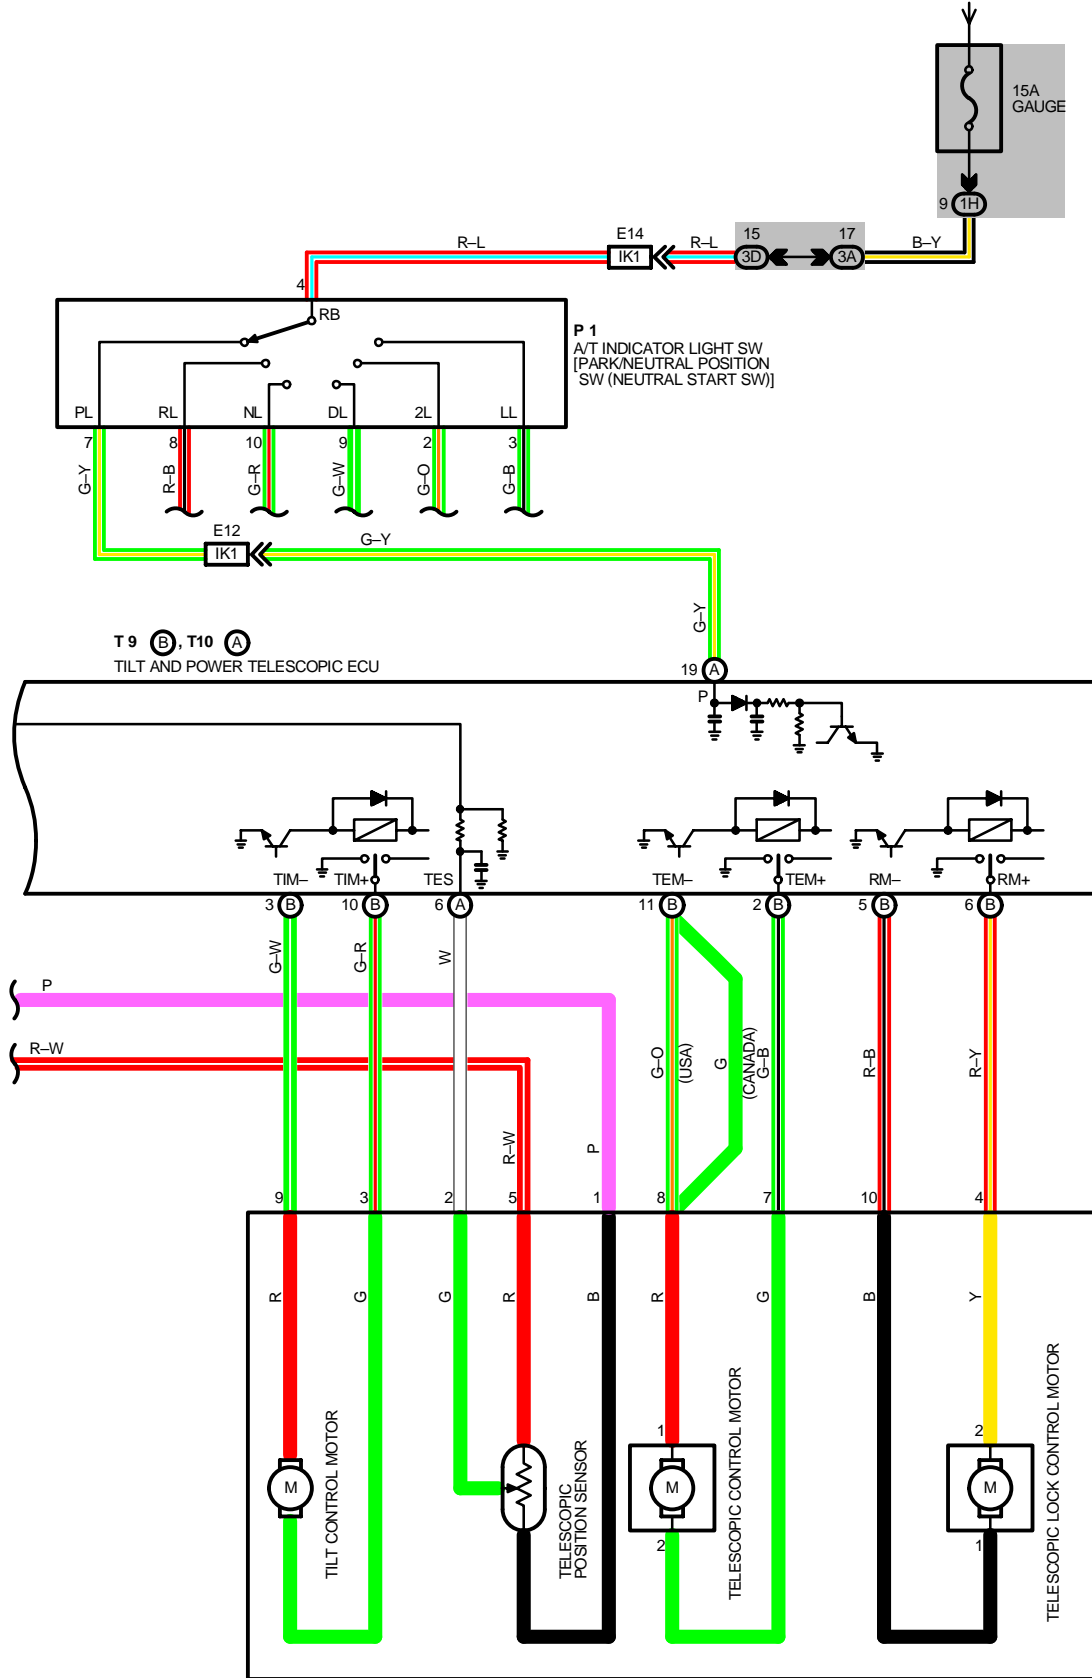 15A
GAUGE
9 1H
E14 15 17
R–L IK1 R–L 3D 3A B–Y
4
RB
P 1
A/T INDICATOR LIGHT SW
[PARK/NEUTRAL POSITION
SW (NEUTRAL START SW)]
PL RL NL DL 2L LL
7 8 10 9 2 3
G–Y R–B G–R G–W G–O G–B
E12
IK1 G–Y
G–Y
T 9 B , T10 A
TILT AND POWER TELESCOPIC ECU
19 A
P
TIM– TIM+ TES TEM– TEM+ RM– RM+
3 B 10 B 6 A 11 B 2 B 5 B 6 B
G–W G–R W
P
R–W
G–O
(USA)
G
(CANADA)
G–B R–B R–Y
R–W P
9 3 2 5 1 8 7 10 4
R G G R B R G B Y
1 2
M M M
2 1
TILT CONTROL MOTOR
TELESCOPIC
POSITION SENSOR
TELESCOPIC CONTROL MOTOR
TELESCOPIC LOCK CONTROL MOTOR